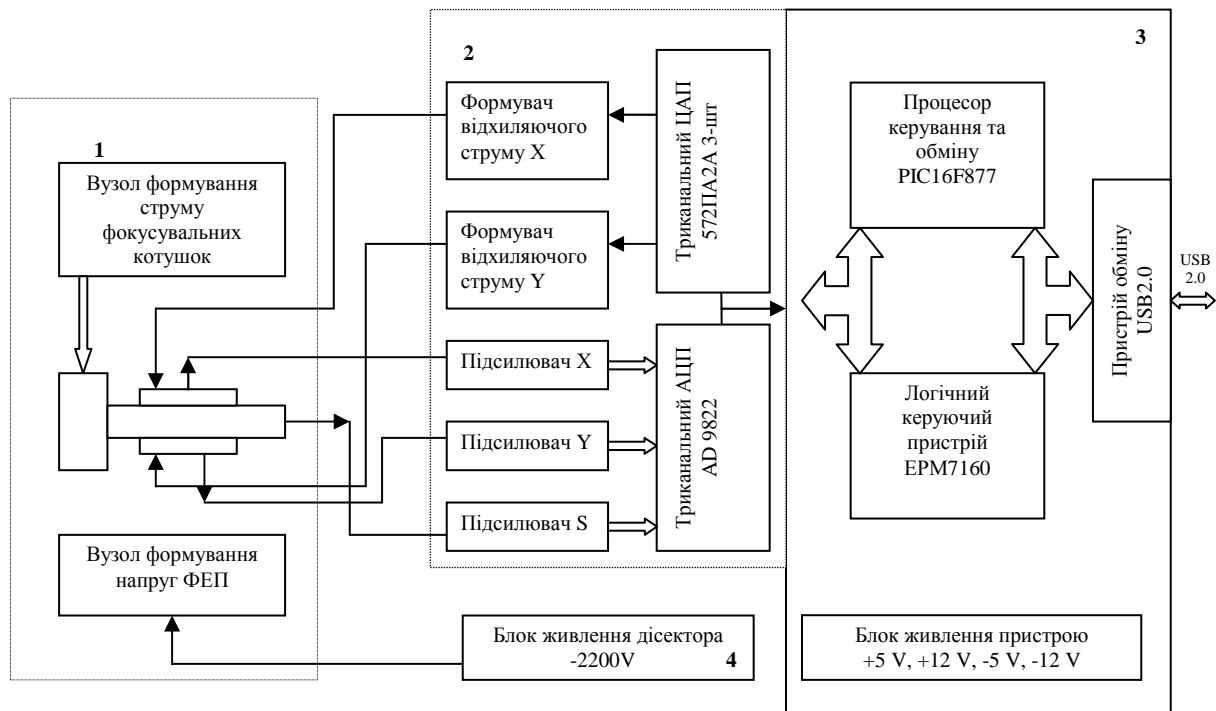 1
Вузол формування
струму
фокусувальних
котушок
Вузол формування
напруг ФЕП
2
Формувач
відхиляючого
струму X
Формувач
відхиляючого
струму Y
Підсилювач X
Підсилювач Y
Підсилювач S
Триканальний ЦАП
572ПА2А 3-шт
Триканальний АЦП
AD 9822
Блок живлення дісектора
-2200V
4
3
Процесор
керування та
обміну
PIC16F877
Логічний
керуючий
пристрій
EPM7160
Пристрій обміну
USB2.0
USB
2.0
Блок живлення пристрою
+5 V, +12 V, -5 V, -12 V